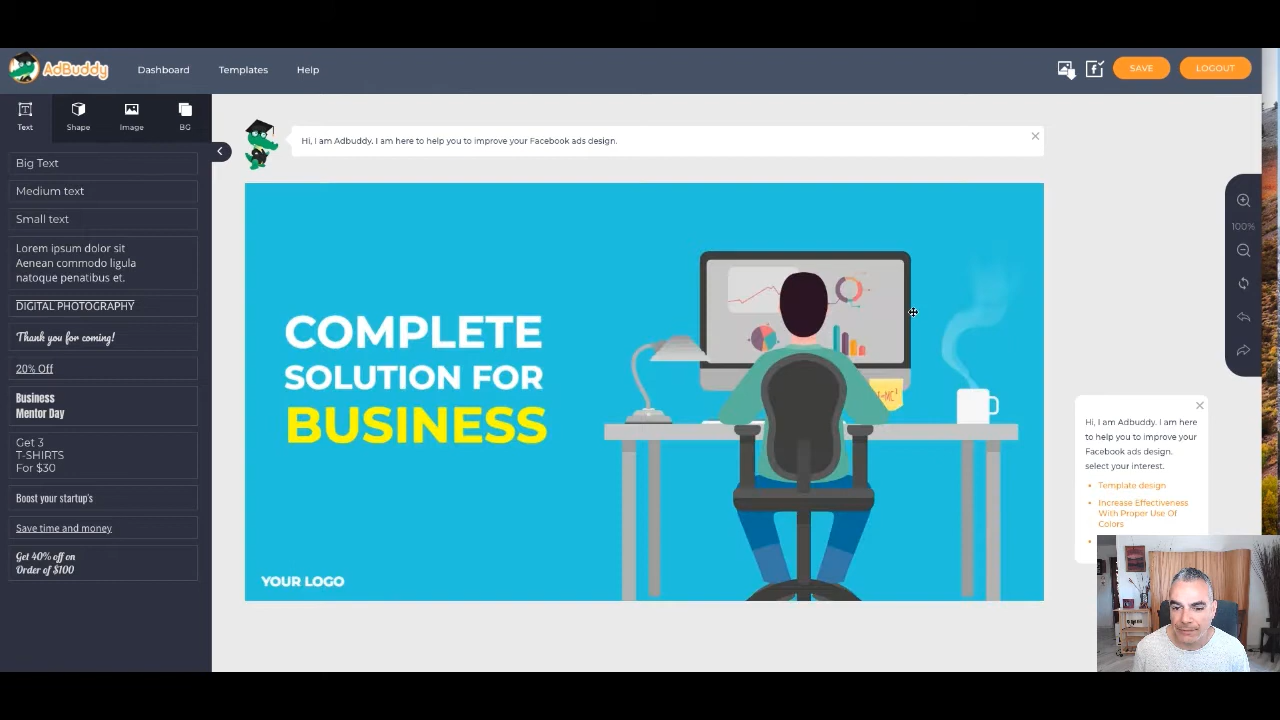 AdBuddy
Dashboard
Templates
Help
SAVE
LOGOUT
Text
Shape
Image
BG
Big Text
Medium text
Small text
Lorem ipsum dolor sit
Aenean commodo ligula
natoque penatibus et.
DIGITAL PHOTOGRAPHY
Thank you for coming!
20% Off
Business
Mentor Day
Get 3
T-SHIRTS
For $30
Boost your startup's
Save time and money
Get 40% off on
Order of $100
Hi, I am Adbuddy. I am here to help you to improve your Facebook ads design.
COMPLETE
SOLUTION FOR
BUSINESS
YOUR LOGO
100%
Hi, I am Adbuddy. I am here
to help you to improve your
Facebook ads design.
select your interest.
Template design
Increase Effectiveness
With Proper Use Of
Colors